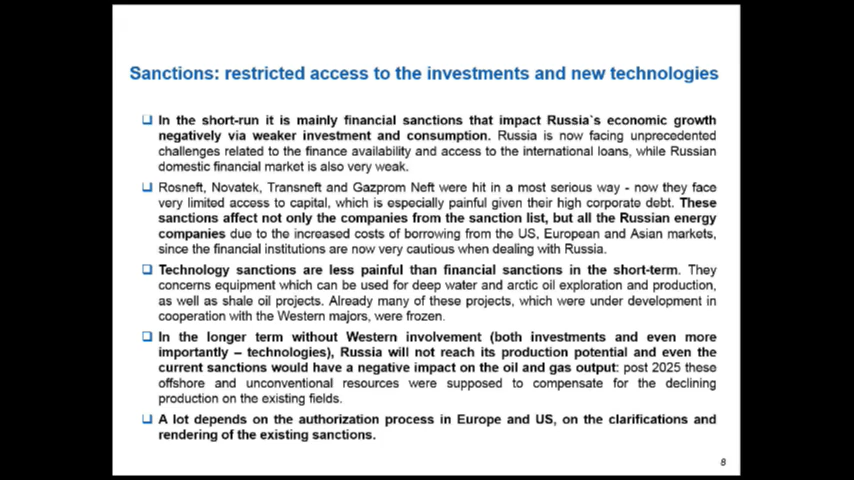 Sanctions: restricted access to the investments and new technologies
❑ In the short-run it is mainly financial sanctions that impact Russia`s economic growth
negatively via weaker investment and consumption. Russia is now facing unprecedented
challenges related to the finance availability and access to the international loans, while Russian
domestic financial market is also very weak.
❑ Rosneft, Novatek, Transneft and Gazprom Neft were hit in a most serious way - now they face
very limited access to capital, which is especially painful given their high corporate debt. These
sanctions affect not only the companies from the sanction list, but all the Russian energy
companies due to the increased costs of borrowing from the US, European and Asian markets,
since the financial institutions are now very cautious when dealing with Russia.
❑ Technology sanctions are less painful than financial sanctions in the short-term. They
concerns equipment which can be used for deep water and arctic oil exploration and production,
as well as shale oil projects. Already many of these projects, which were under development in
cooperation with the Western majors, were frozen.
❑ In the longer term without Western involvement (both investments and even more
importantly – technologies), Russia will not reach its production potential and even the
current sanctions would have a negative impact on the oil and gas output: post 2025 these
offshore and unconventional resources were supposed to compensate for the declining
production on the existing fields.
❑ A lot depends on the authorization process in Europe and US, on the clarifications and
rendering of the existing sanctions.
8